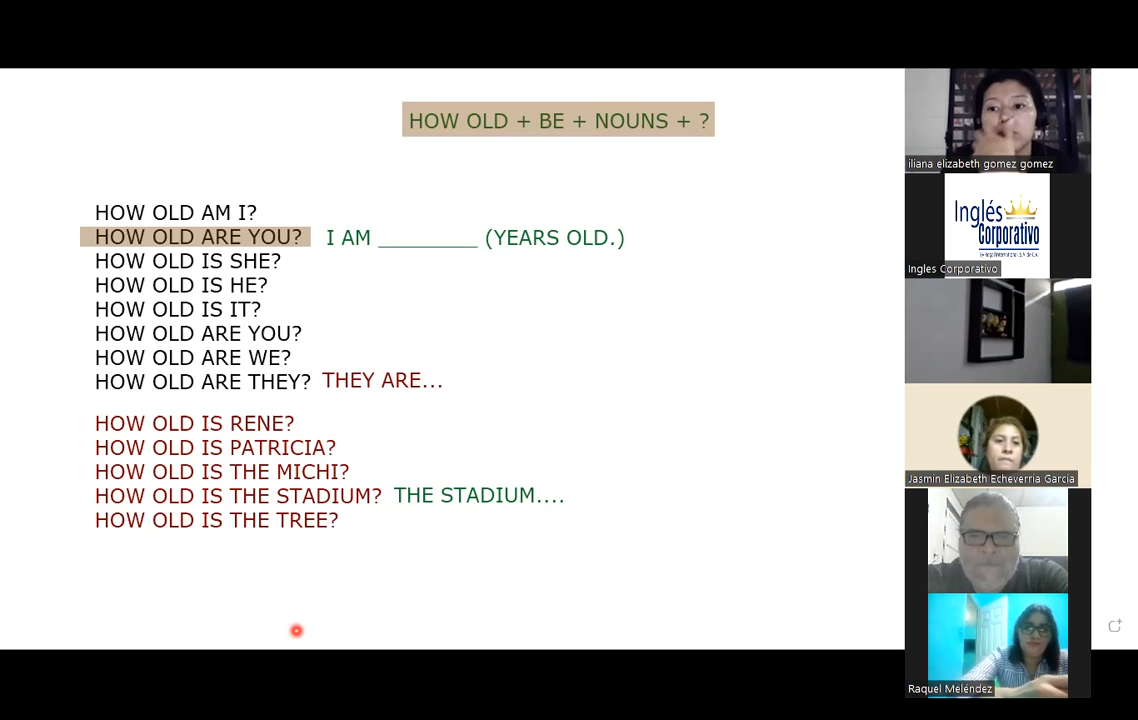 HOW OLD + BE + NOUNS + ?
HOW OLD AM I?
HOW OLD ARE YOU? I AM _________ (YEARS OLD.)
HOW OLD IS SHE?
HOW OLD IS HE?
HOW OLD IS IT?
HOW OLD ARE YOU?
HOW OLD ARE WE?
HOW OLD ARE THEY? THEY ARE...
HOW OLD IS RENE?
HOW OLD IS PATRICIA?
HOW OLD IS THE MICHI?
HOW OLD IS THE STADIUM? THE STADIUM....
HOW OLD IS THE TREE?
iliana elizabeth gomez gomez
Inglés
Corporativo
Ingles Corporativo
Jasmin Elizabeth Echeverria Garcia
Raquel Meléndez